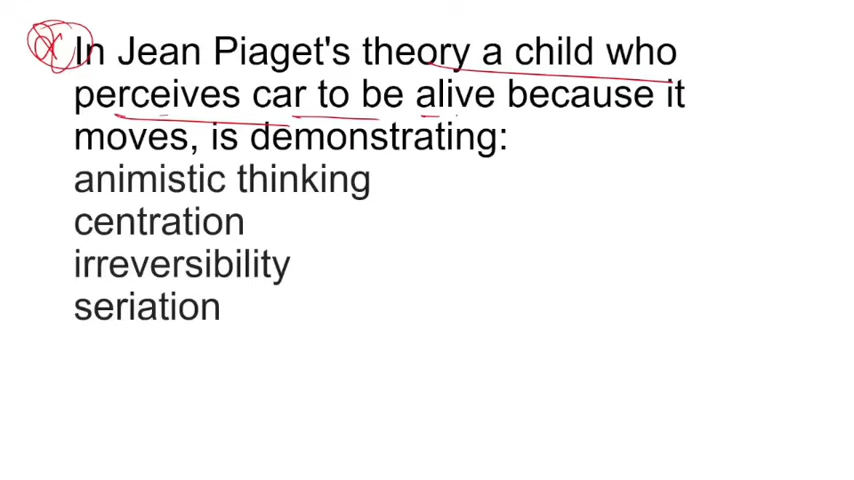 In Jean Piaget's theory a child who
perceives car to be alive because it
moves, is demonstrating:
animistic thinking
centration
irreversibility
seriation